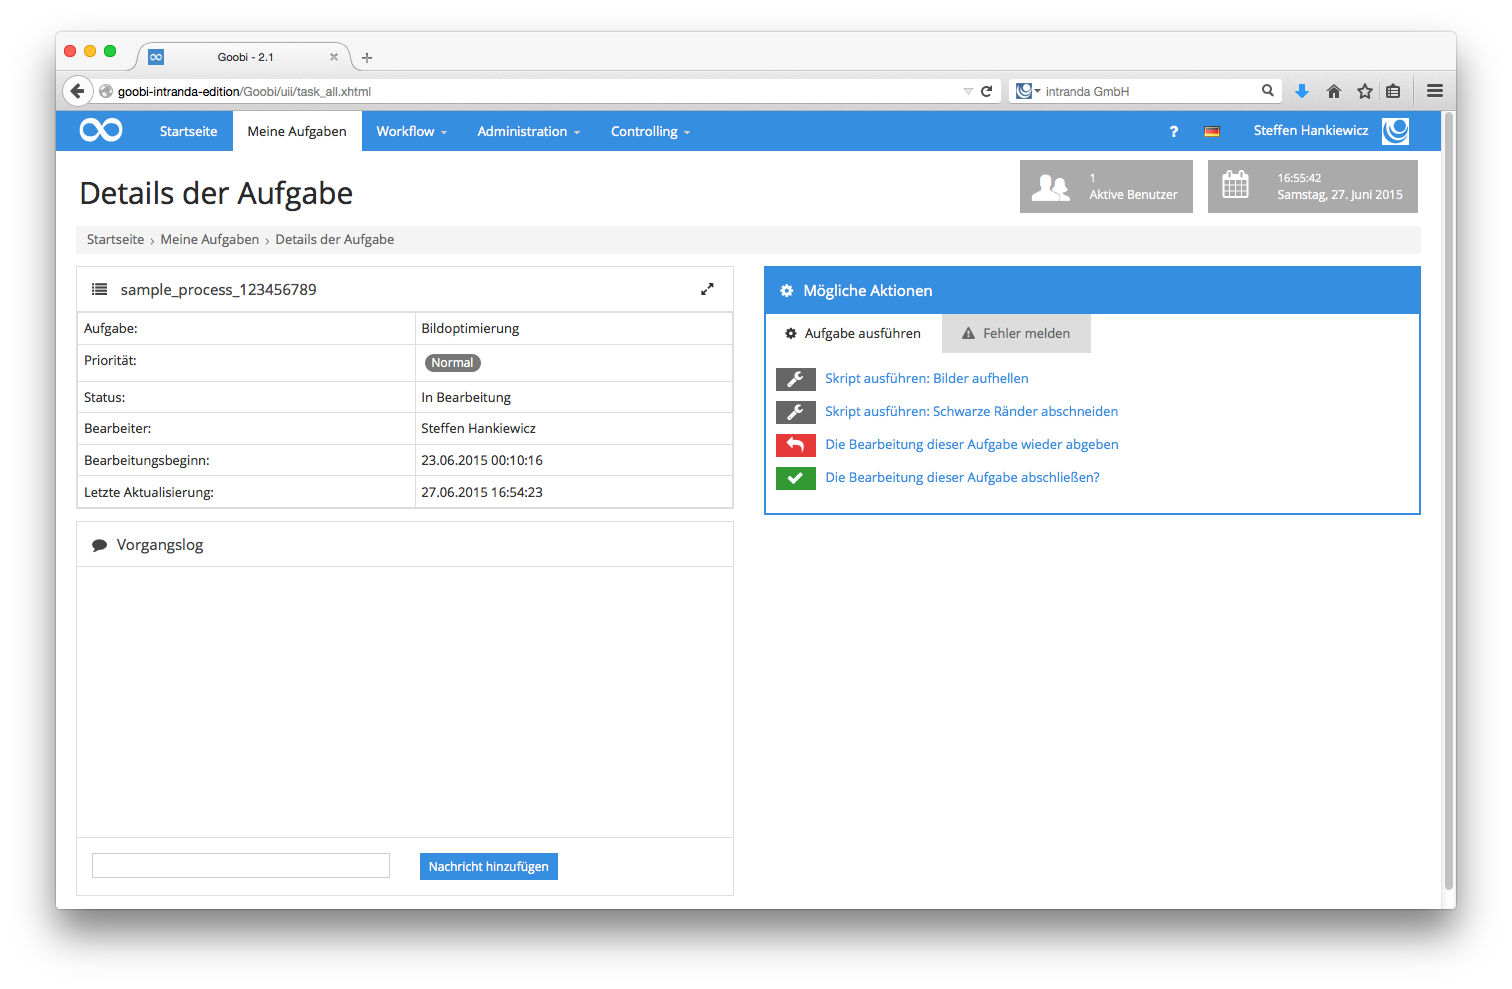 Goobi - 2.1
goobi-intranda-edition/Goobi/uii/task_all.xhtml
intranda GmbH
Startseite
Meine Aufgaben
Workflow
Administration
Controlling
?
Steffen Hankiewicz
Details der Aufgabe
1
Aktive Benutzer
16:55:42
Samstag, 27. Juni 2015
Startseite › Meine Aufgaben › Details der Aufgabe
sample_process_123456789
Aufgabe: Bildoptimierung
Priorität: Normal
Status: In Bearbeitung
Bearbeiter: Steffen Hankiewicz
Bearbeitungsbeginn: 23.06.2015 00:10:16
Letzte Aktualisierung: 27.06.2015 16:54:23
Vorgangslog
Nachricht hinzufügen
Mögliche Aktionen
Aufgabe ausführen
Fehler melden
Skript ausführen: Bilder aufhellen
Skript ausführen: Schwarze Ränder abschneiden
Die Bearbeitung dieser Aufgabe wieder abgeben
Die Bearbeitung dieser Aufgabe abschließen?